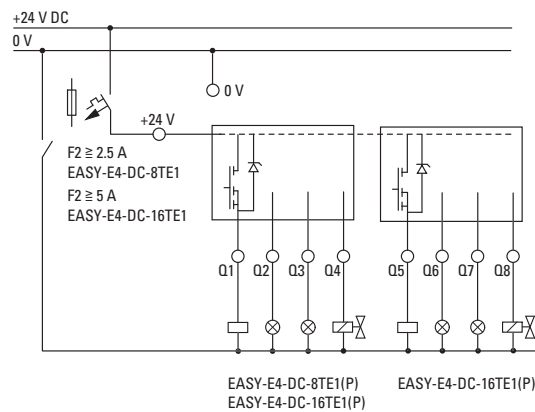 +24 V DC
0 V
0 V
+24 V
F2 ≧ 2.5 A
EASY-E4-DC-8TE1
F2 ≧ 5 A
EASY-E4-DC-16TE1
Q1 Q2 Q3 Q4 Q5 Q6 Q7 Q8
EASY-E4-DC-8TE1(P) EASY-E4-DC-16TE1(P)
EASY-E4-DC-16TE1(P)